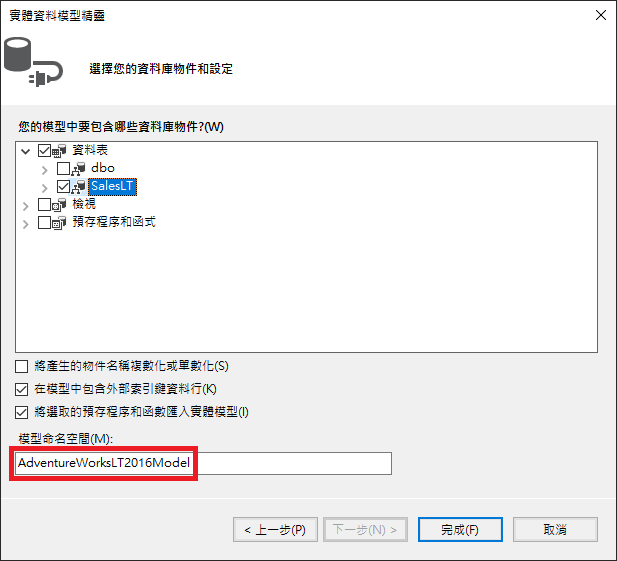 實體資料模型精靈
選擇您的資料庫物件和設定
您的模型中要包含哪些資料庫物件?(W)
資料表
dbo
SalesLT
檢視
預存程序和函式
將產生的物件名稱複數化或單數化(S)
在模型中包含外部索引鍵資料行(K)
將選取的預存程序和函數匯入實體模型(I)
模型命名空間(M):
AdventureWorksLT2016Model
< 上一步(P) 下一步(N) > 完成(F) 取消